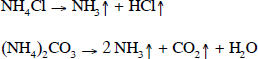 NH₄Cl → NH₃↑ + HCl↑
(NH₄)₂CO₃ → 2 NH₃↑ + CO₂↑ + H₂O